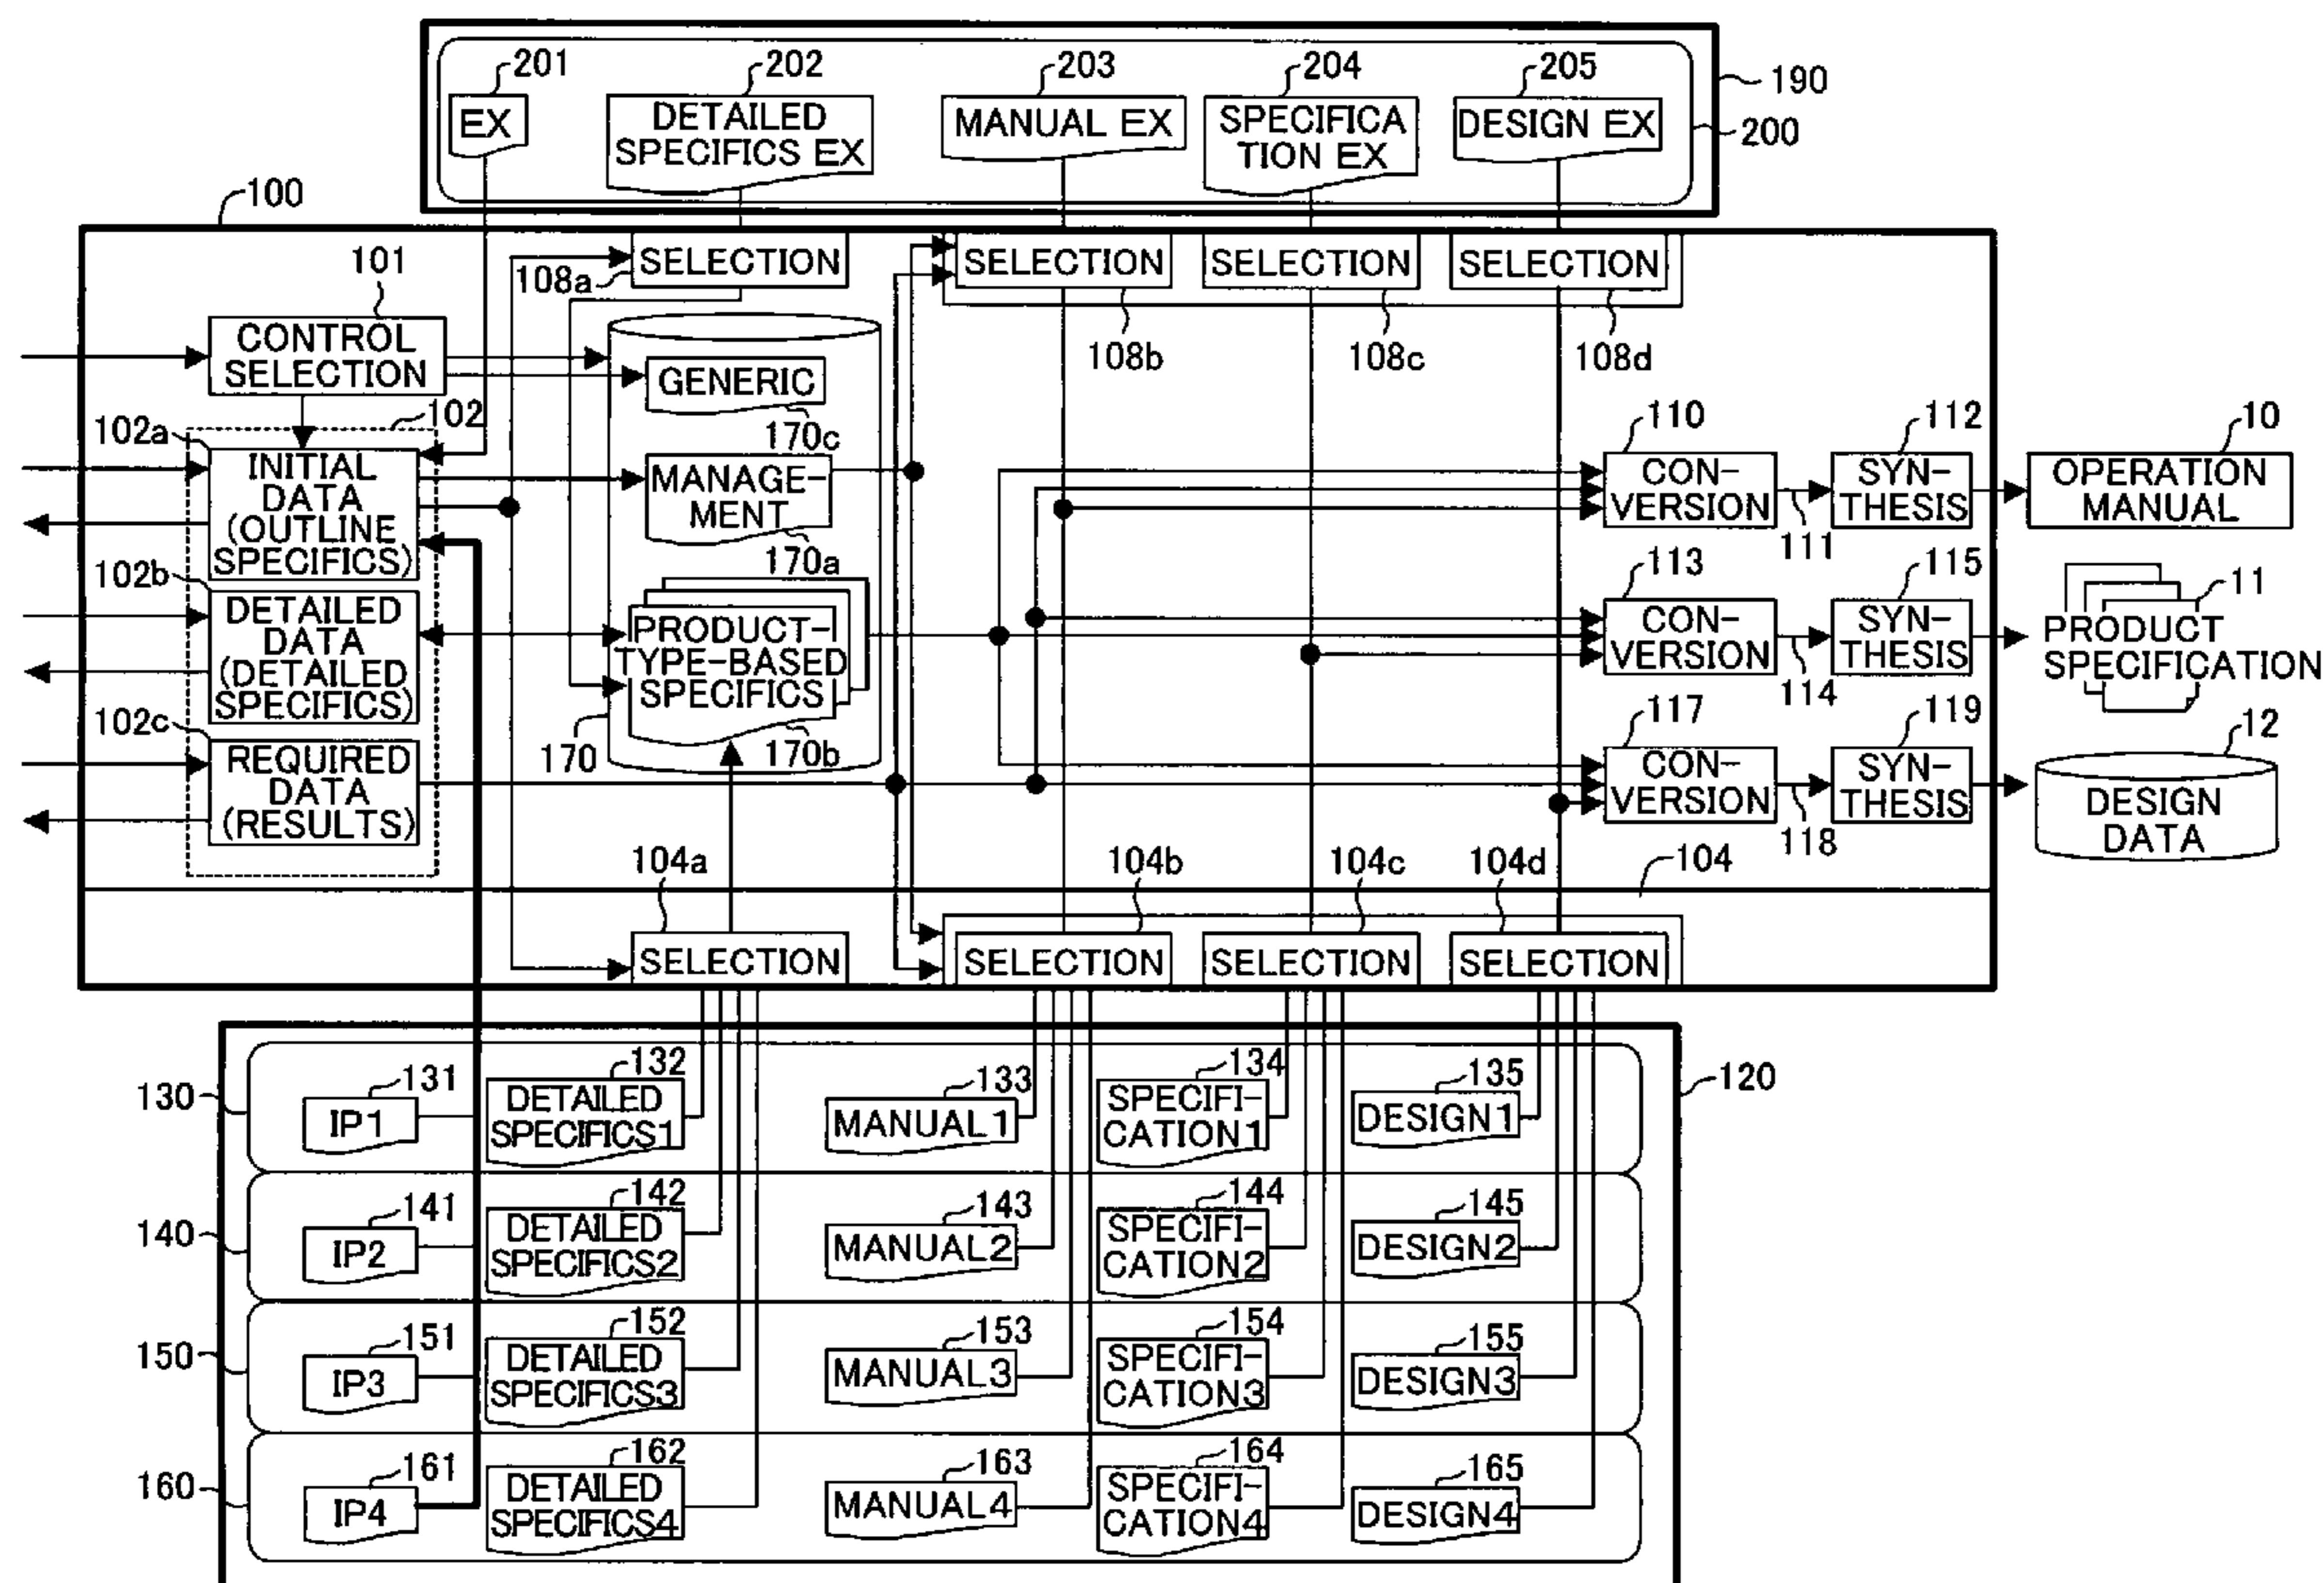 201
202
203
204
205
190
200
EX
DETAILED
SPECIFICS EX
MANUAL EX
SPECIFICA
TION EX
DESIGN EX
100
101
SELECTION
108a
SELECTION
SELECTION
SELECTION
108b
108c
108d
CONTROL
SELECTION
102
102a
INITIAL
DATA
(OUTLINE
SPECIFICS)
102b
DETAILED
DATA
(DETAILED
SPECIFICS)
102c
REQUIRED
DATA
(RESULTS)
GENERIC
170c
MANAGE-
MENT
170a
PRODUCT-
TYPE-BASED
SPECIFICS
170
170b
110
CON-
VERSION
111
112
SYN-
THESIS
10
OPERATION
MANUAL
113
CON-
VERSION
114
115
SYN-
THESIS
11
PRODUCT
SPECIFICATION
117
CON-
VERSION
118
119
SYN-
THESIS
12
DESIGN
DATA
104a
104b
104c
104d
104
SELECTION
SELECTION
SELECTION
SELECTION
120
130
131
IP1
132
DETAILED
SPECIFICS1
133
MANUAL1
134
SPECIFI-
CATION1
135
DESIGN1
140
141
IP2
142
DETAILED
SPECIFICS2
143
MANUAL2
144
SPECIFI-
CATION2
145
DESIGN2
150
151
IP3
152
DETAILED
SPECIFICS3
153
MANUAL3
154
SPECIFI-
CATION3
155
DESIGN3
160
161
IP4
162
DETAILED
SPECIFICS4
163
MANUAL4
164
SPECIFI-
CATION4
165
DESIGN4